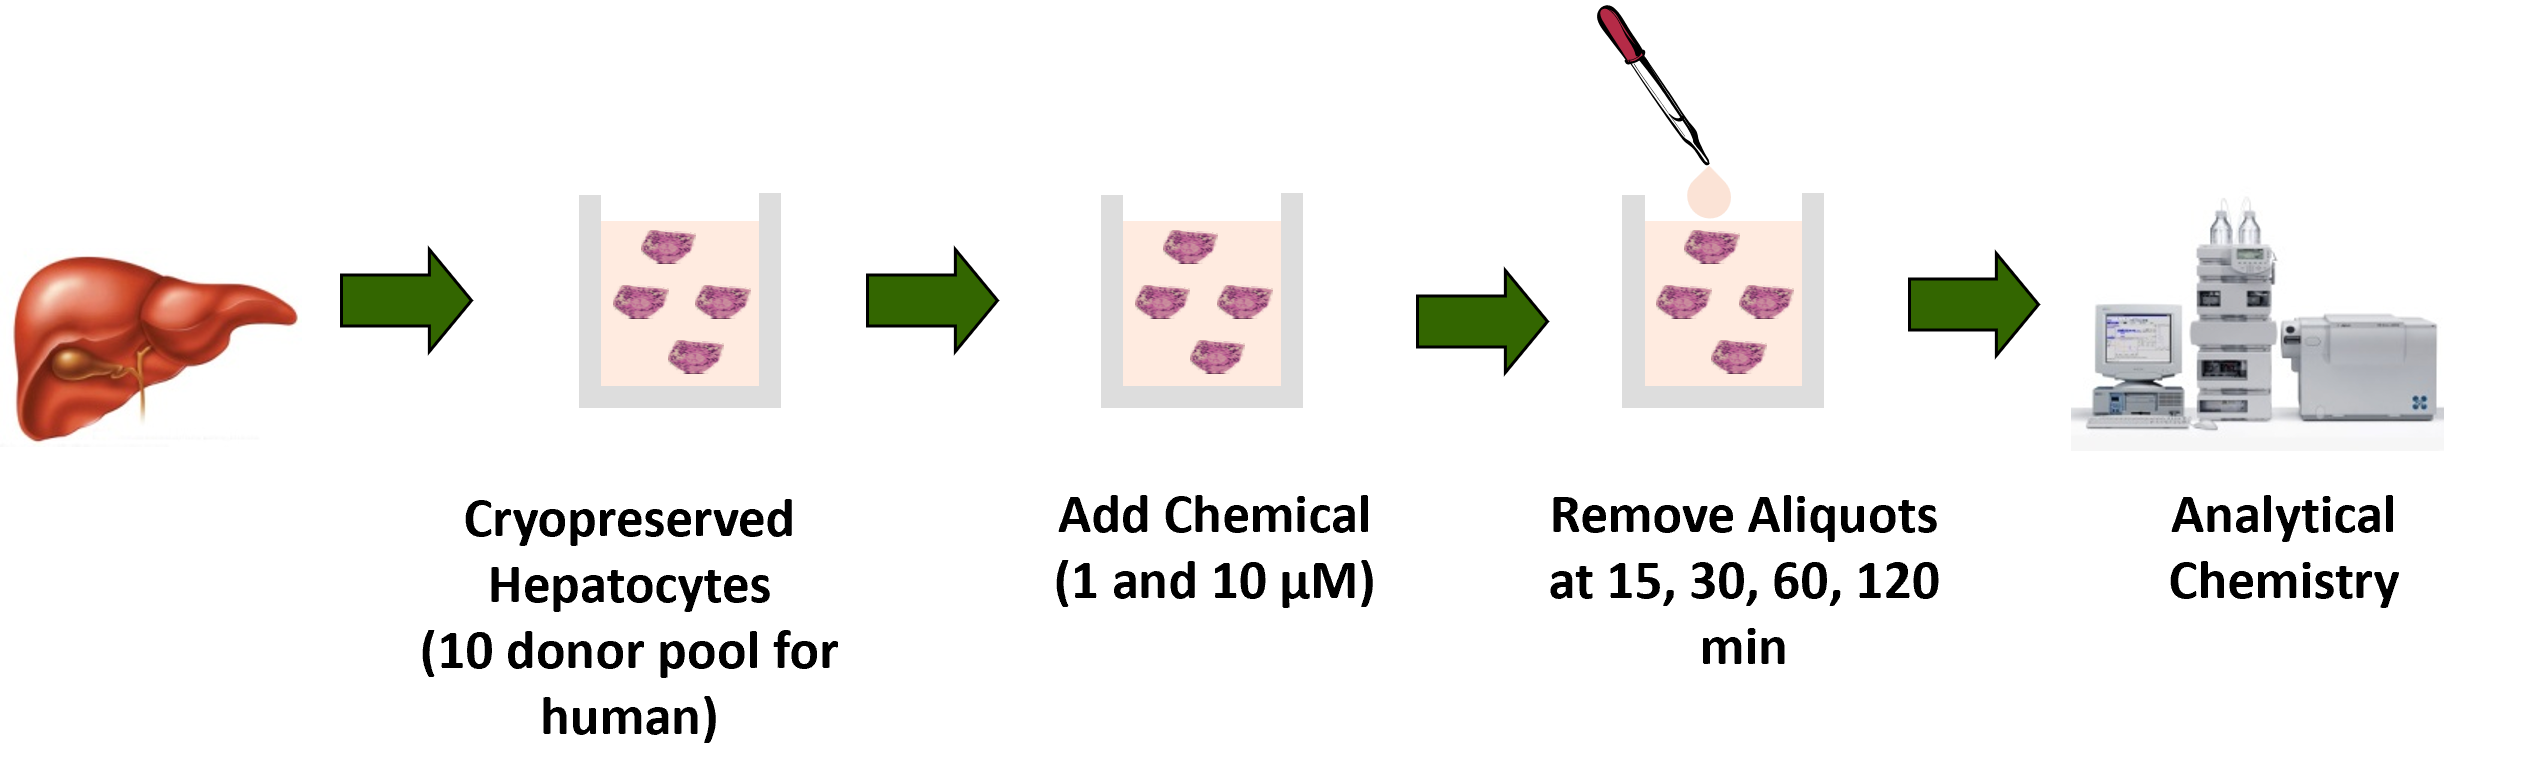 Cryopreserved
Hepatocytes
(10 donor pool for
human)
Add Chemical
(1 and 10 µM)
Remove Aliquots
at 15, 30, 60, 120
min
Analytical
Chemistry